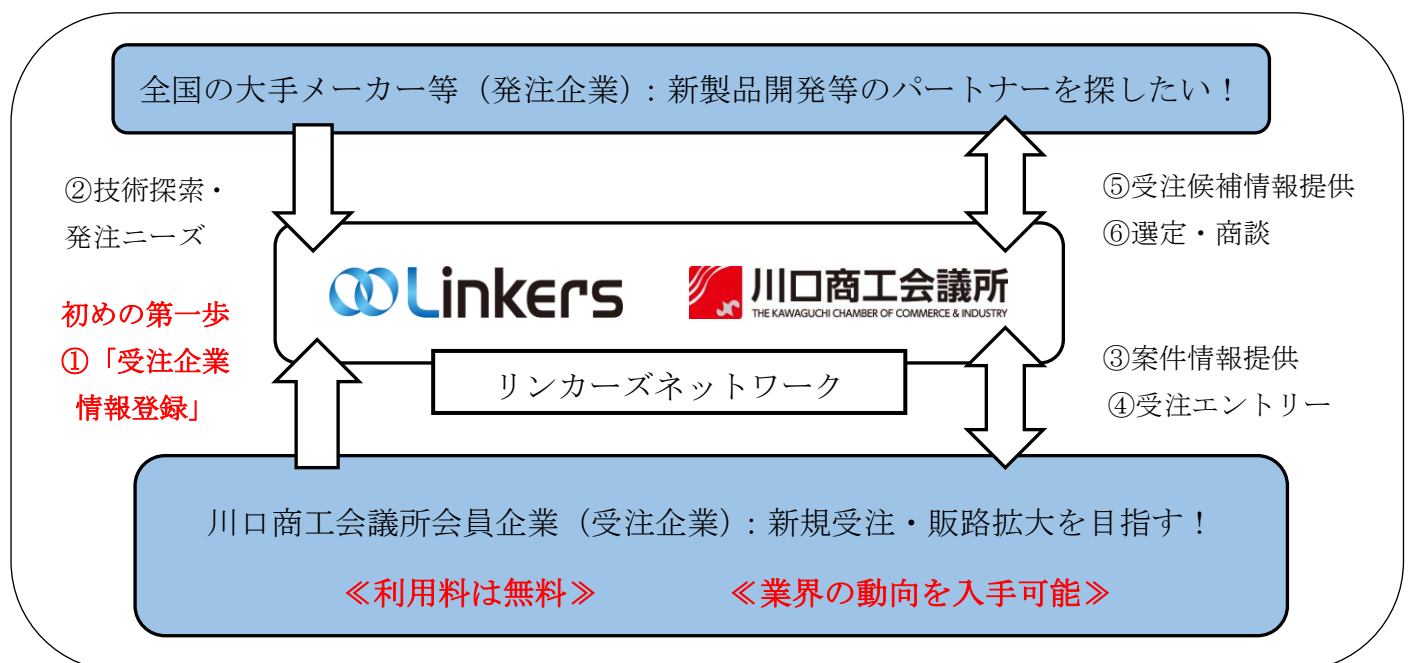 全国の大手メーカー等（発注企業）：新製品開発等のパートナーを探したい！
②技術探索・
発注ニーズ
⑤受注候補情報提供
⑥選定・商談
Linkers
川口商工会議所
THE KAWAGUCHI CHAMBER OF COMMERCE & INDUSTRY
初めの第一歩
①「受注企業
情報登録」
リンカーズネットワーク
③案件情報提供
④受注エントリー
川口商工会議所会員企業（受注企業）：新規受注・販路拡大を目指す！
≪利用料は無料≫
≪業界の動向を入手可能≫